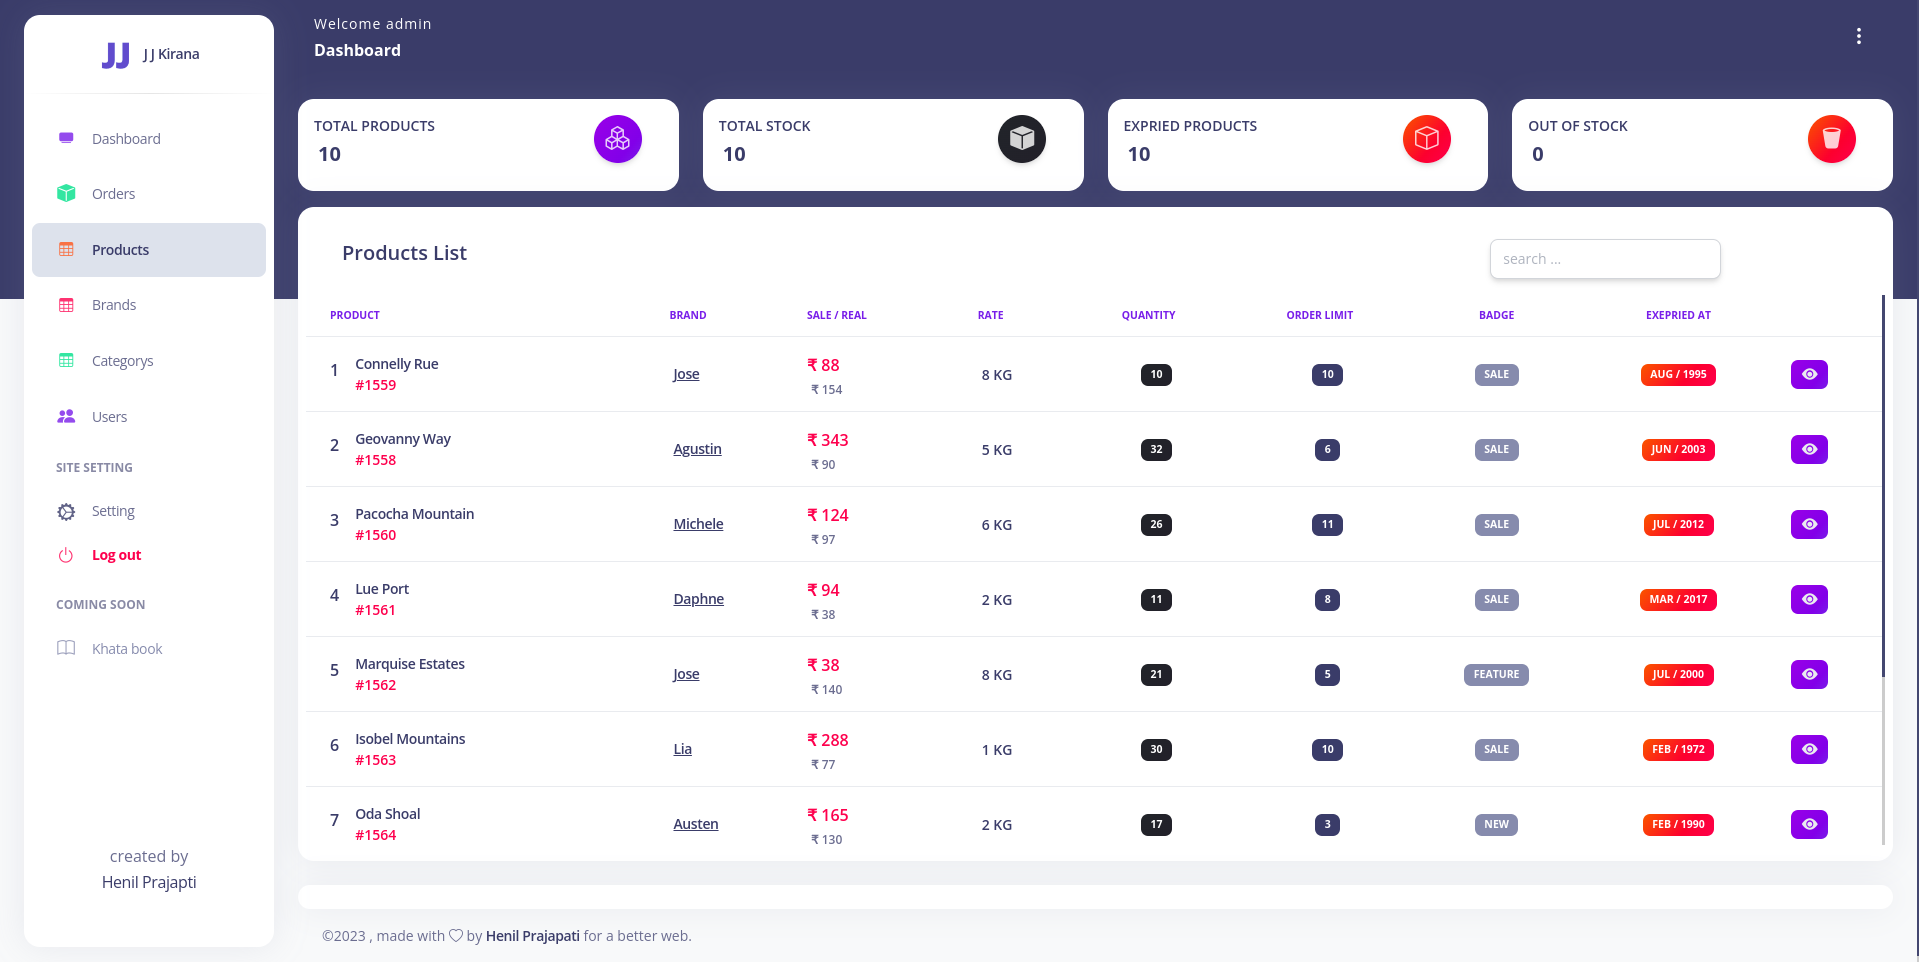 JJ J J Kirana
Dashboard
Orders
Products
Brands
Categorys
Users
SITE SETTING
Setting
Log out
COMING SOON
Khata book
created by
Henil Prajapti
Welcome admin
Dashboard
TOTAL PRODUCTS
10
TOTAL STOCK
10
EXPRIED PRODUCTS
10
OUT OF STOCK
0
Products List
search ...
PRODUCT BRAND SALE / REAL RATE QUANTITY ORDER LIMIT BADGE EXEPRIED AT
1 Connelly Rue #1559 Jose ₹ 88 ₹ 154 8 KG 10 10 SALE AUG / 1995
2 Geovanny Way #1558 Agustin ₹ 343 ₹ 90 5 KG 32 6 SALE JUN / 2003
3 Pacocha Mountain #1560 Michele ₹ 124 ₹ 97 6 KG 26 11 SALE JUL / 2012
4 Lue Port #1561 Daphne ₹ 94 ₹ 38 2 KG 11 8 SALE MAR / 2017
5 Marquise Estates #1562 Jose ₹ 38 ₹ 140 8 KG 21 5 FEATURE JUL / 2000
6 Isobel Mountains #1563 Lia ₹ 288 ₹ 77 1 KG 30 10 SALE FEB / 1972
7 Oda Shoal #1564 Austen ₹ 165 ₹ 130 2 KG 17 3 NEW FEB / 1990
©2023 , made with ♡ by Henil Prajapati for a better web.